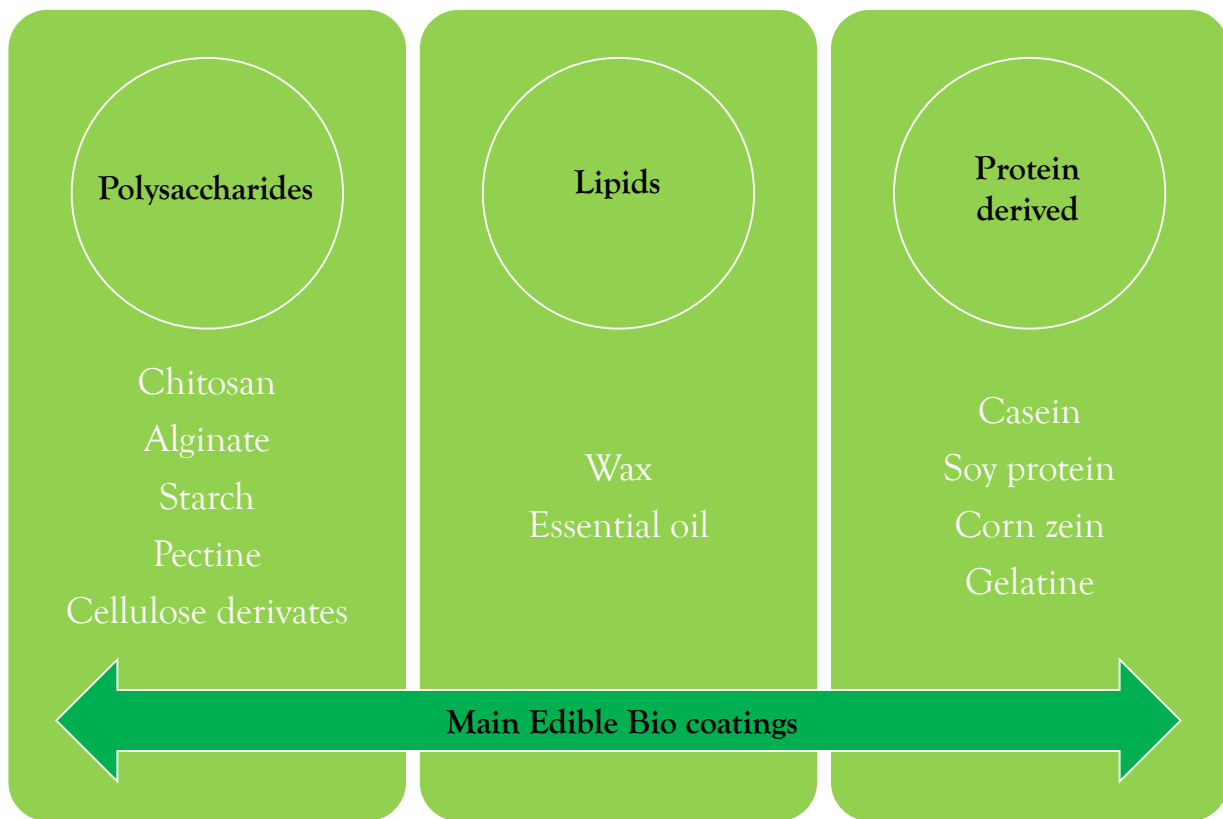 Polysaccharides
Chitosan
Alginate
Starch
Pectine
Cellulose derivates
Lipids
Wax
Essential oil
Protein
derived
Casein
Soy protein
Corn zein
Gelatine
Main Edible Bio coatings